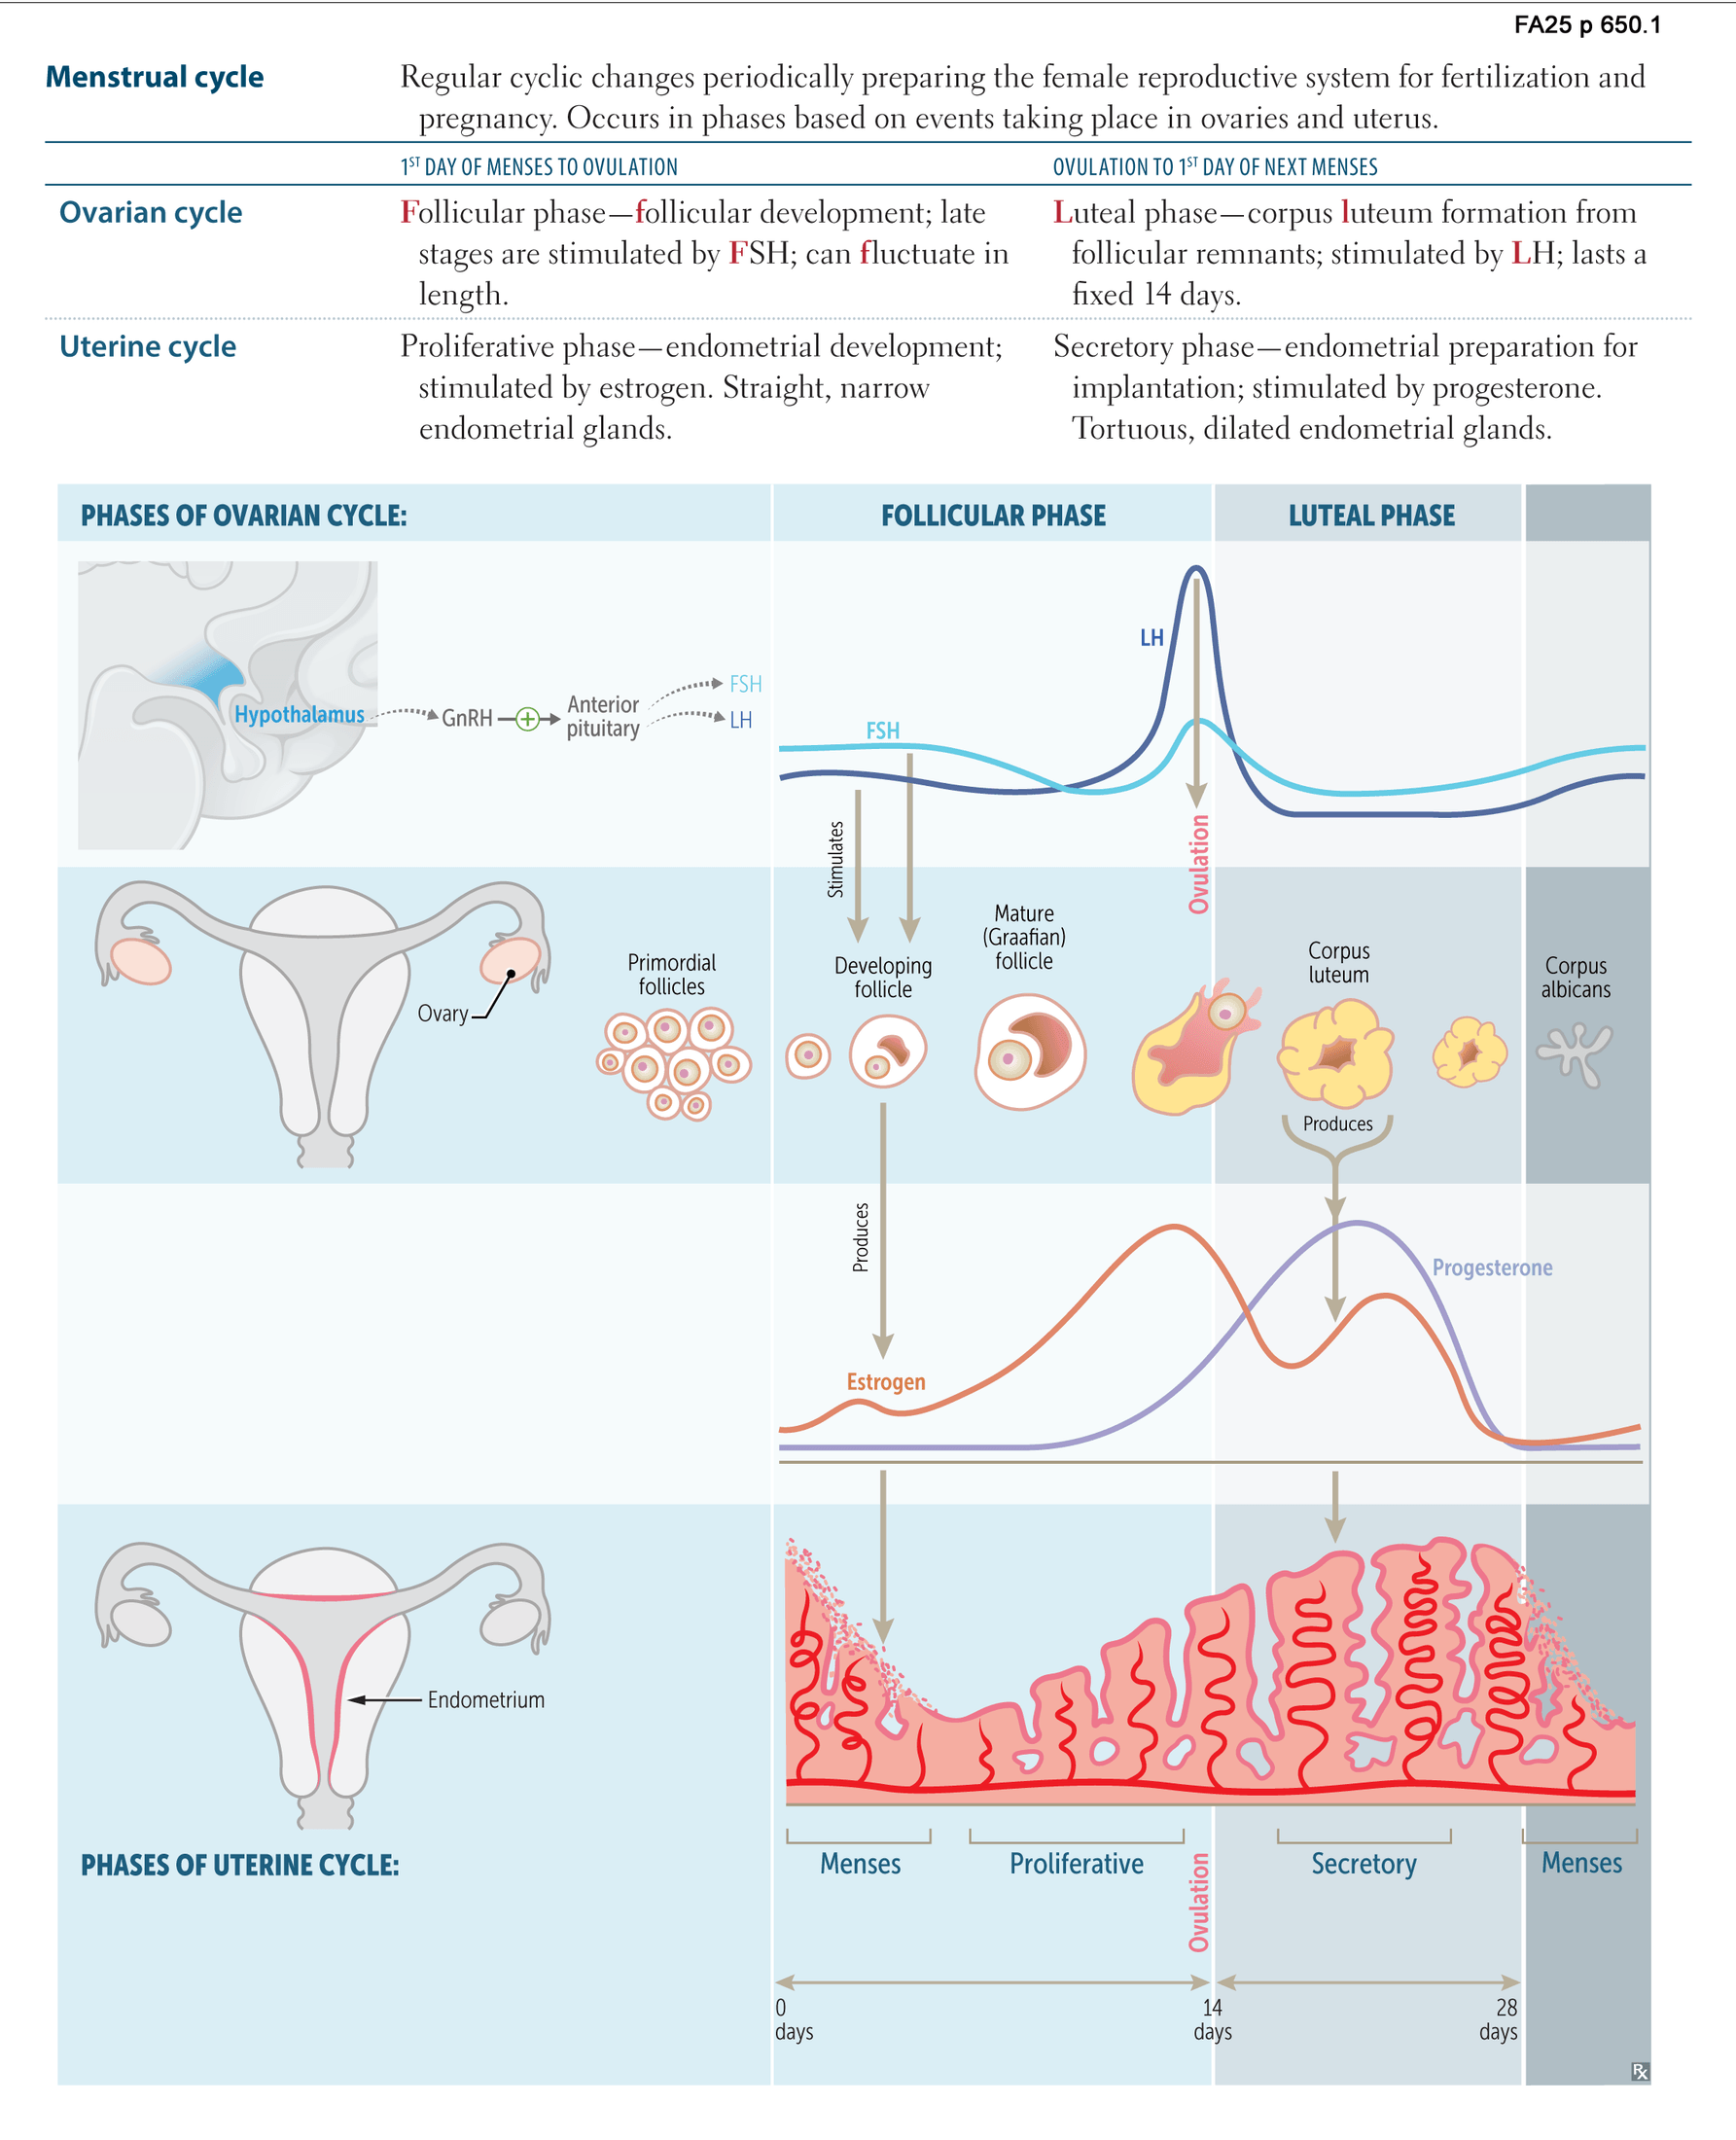 FA25 p 650.1
Menstrual cycle
Regular cyclic changes periodically preparing the female reproductive system for fertilization and
pregnancy. Occurs in phases based on events taking place in ovaries and uterus.
1ST DAY OF MENSES TO OVULATION
OVULATION TO 1ST DAY OF NEXT MENSES
Ovarian cycle
Follicular phase—follicular development; late
stages are stimulated by FSH; can fluctuate in
length.
Luteal phase—corpus luteum formation from
follicular remnants; stimulated by LH; lasts a
fixed 14 days.
Uterine cycle
Proliferative phase—endometrial development;
stimulated by estrogen. Straight, narrow
endometrial glands.
Secretory phase—endometrial preparation for
implantation; stimulated by progesterone.
Tortuous, dilated endometrial glands.
PHASES OF OVARIAN CYCLE:
FOLLICULAR PHASE
LUTEAL PHASE
Hypothalamus
GnRH
+
Anterior
pituitary
FSH
LH
FSH
LH
Stimulates
Ovulation
Ovary
Primordial
follicles
Developing
follicle
Mature
(Graafian)
follicle
Corpus
luteum
Corpus
albicans
Produces
Produces
Estrogen
Progesterone
Endometrium
PHASES OF UTERINE CYCLE:
Menses
Proliferative
Ovulation
Secretory
Menses
0
days
14
days
28
days
Rx